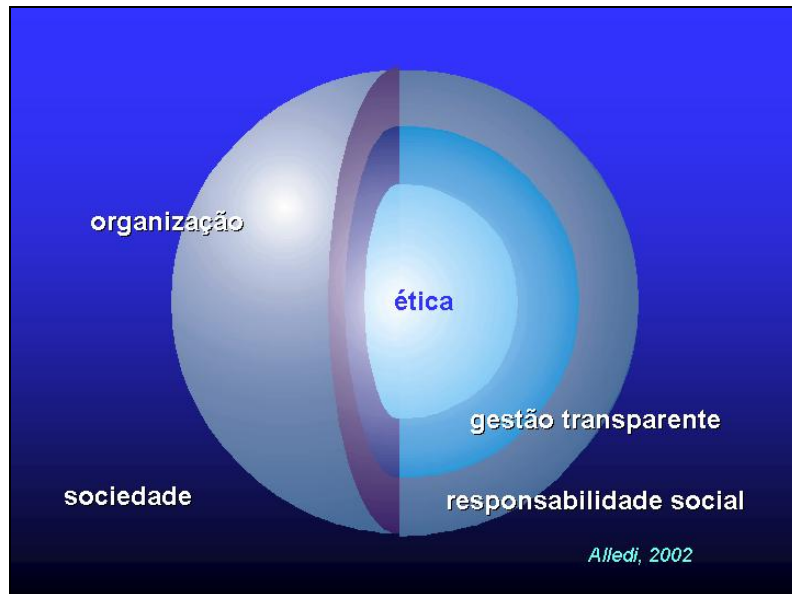 organização
ética
gestão transparente
sociedade
responsabilidade social
Alledi, 2002